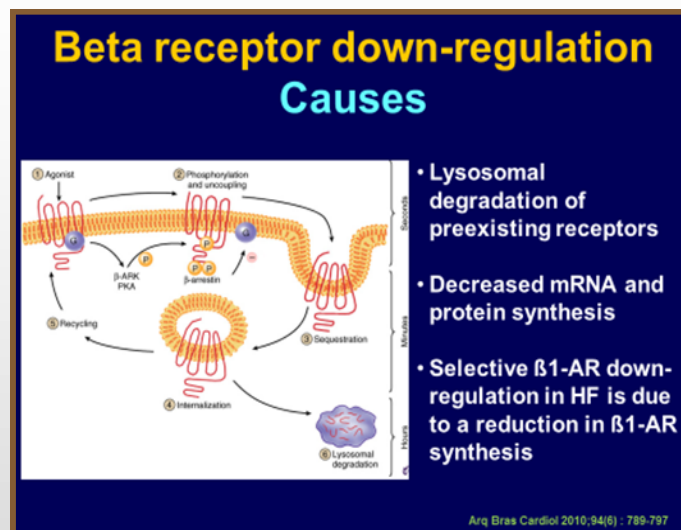 Beta receptor down-regulation
Causes
1 Agonist
2 Phosphorylation
and uncoupling
G
G
P
P
P P
β-ARK
PKA
β-arrestin
Seconds
5 Recycling
3 Sequestration
Minutes
4 Internalization
6 Lysosomal
degradation
Hours
• Lysosomal
degradation of
preexisting receptors
• Decreased mRNA and
protein synthesis
• Selective ß1-AR down-
regulation in HF is due
to a reduction in ß1-AR
synthesis
Arq Bras Cardiol 2010;94(6) : 789-797